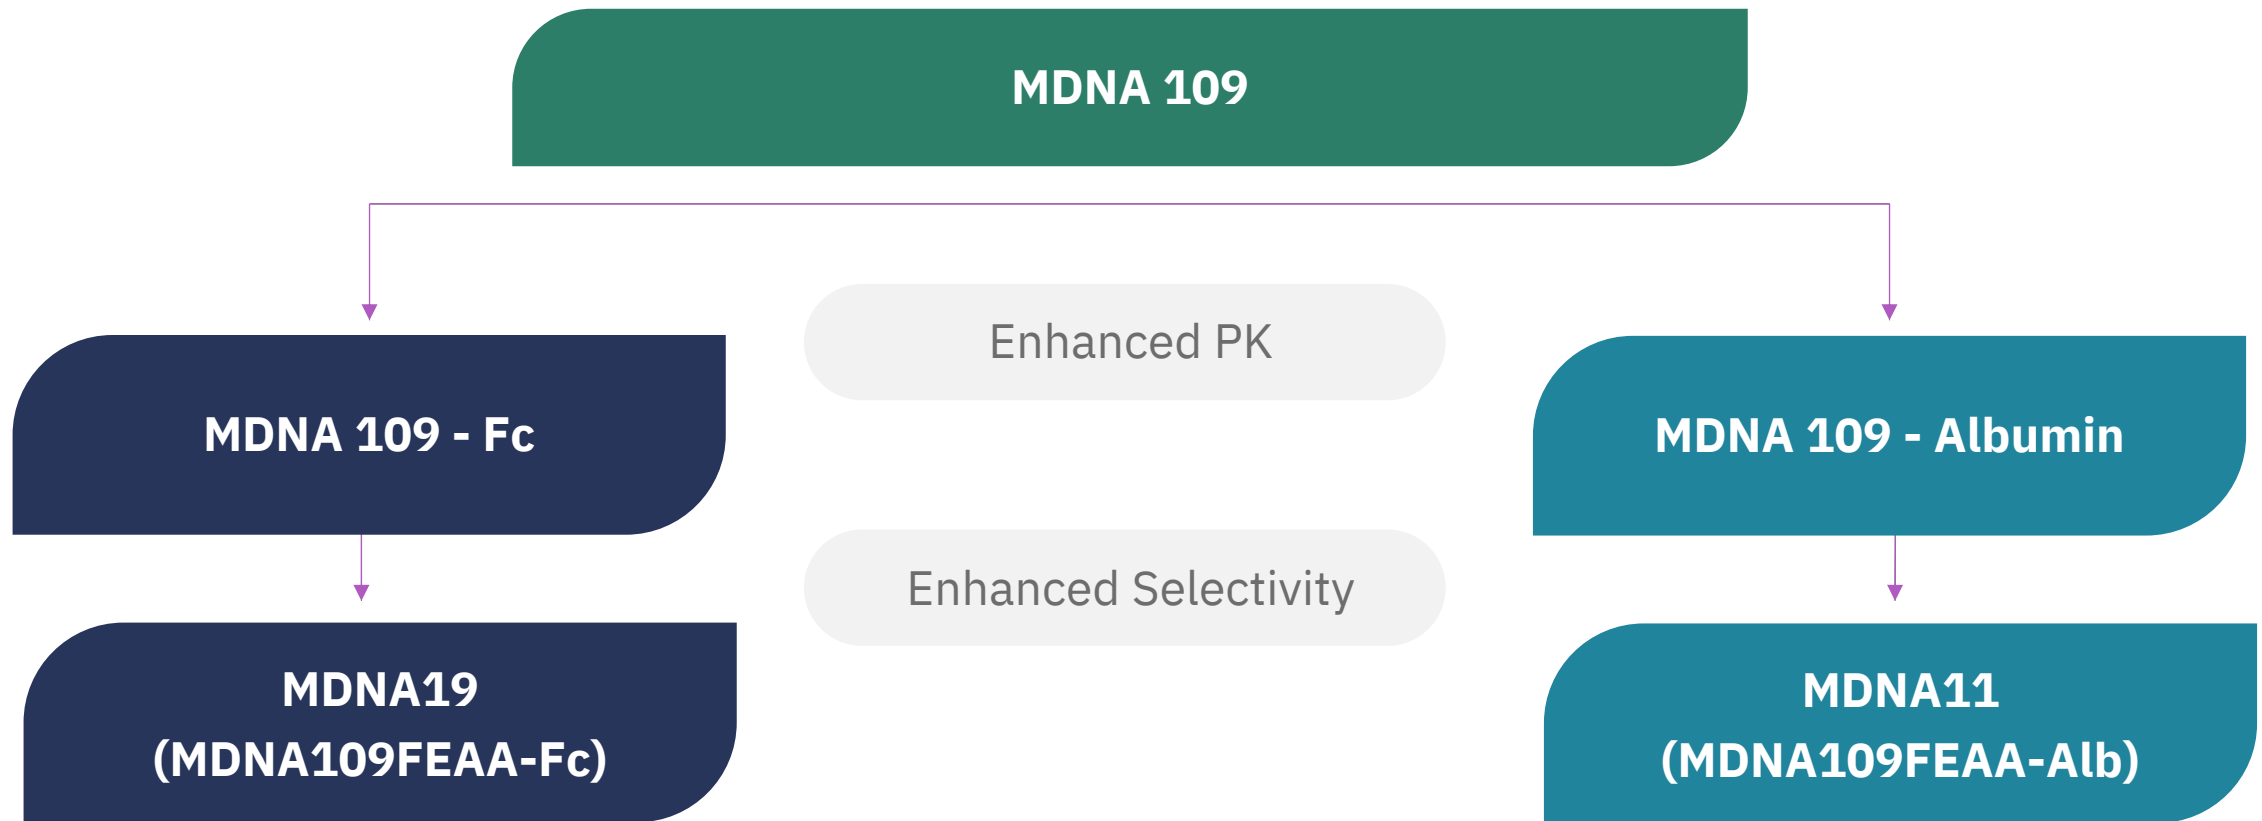 MDNA 109
Enhanced PK
MDNA 109 - Fc
MDNA 109 - Albumin
Enhanced Selectivity
MDNA19
(MDNA109FEAA-Fc)
MDNA11
(MDNA109FEAA-Alb)